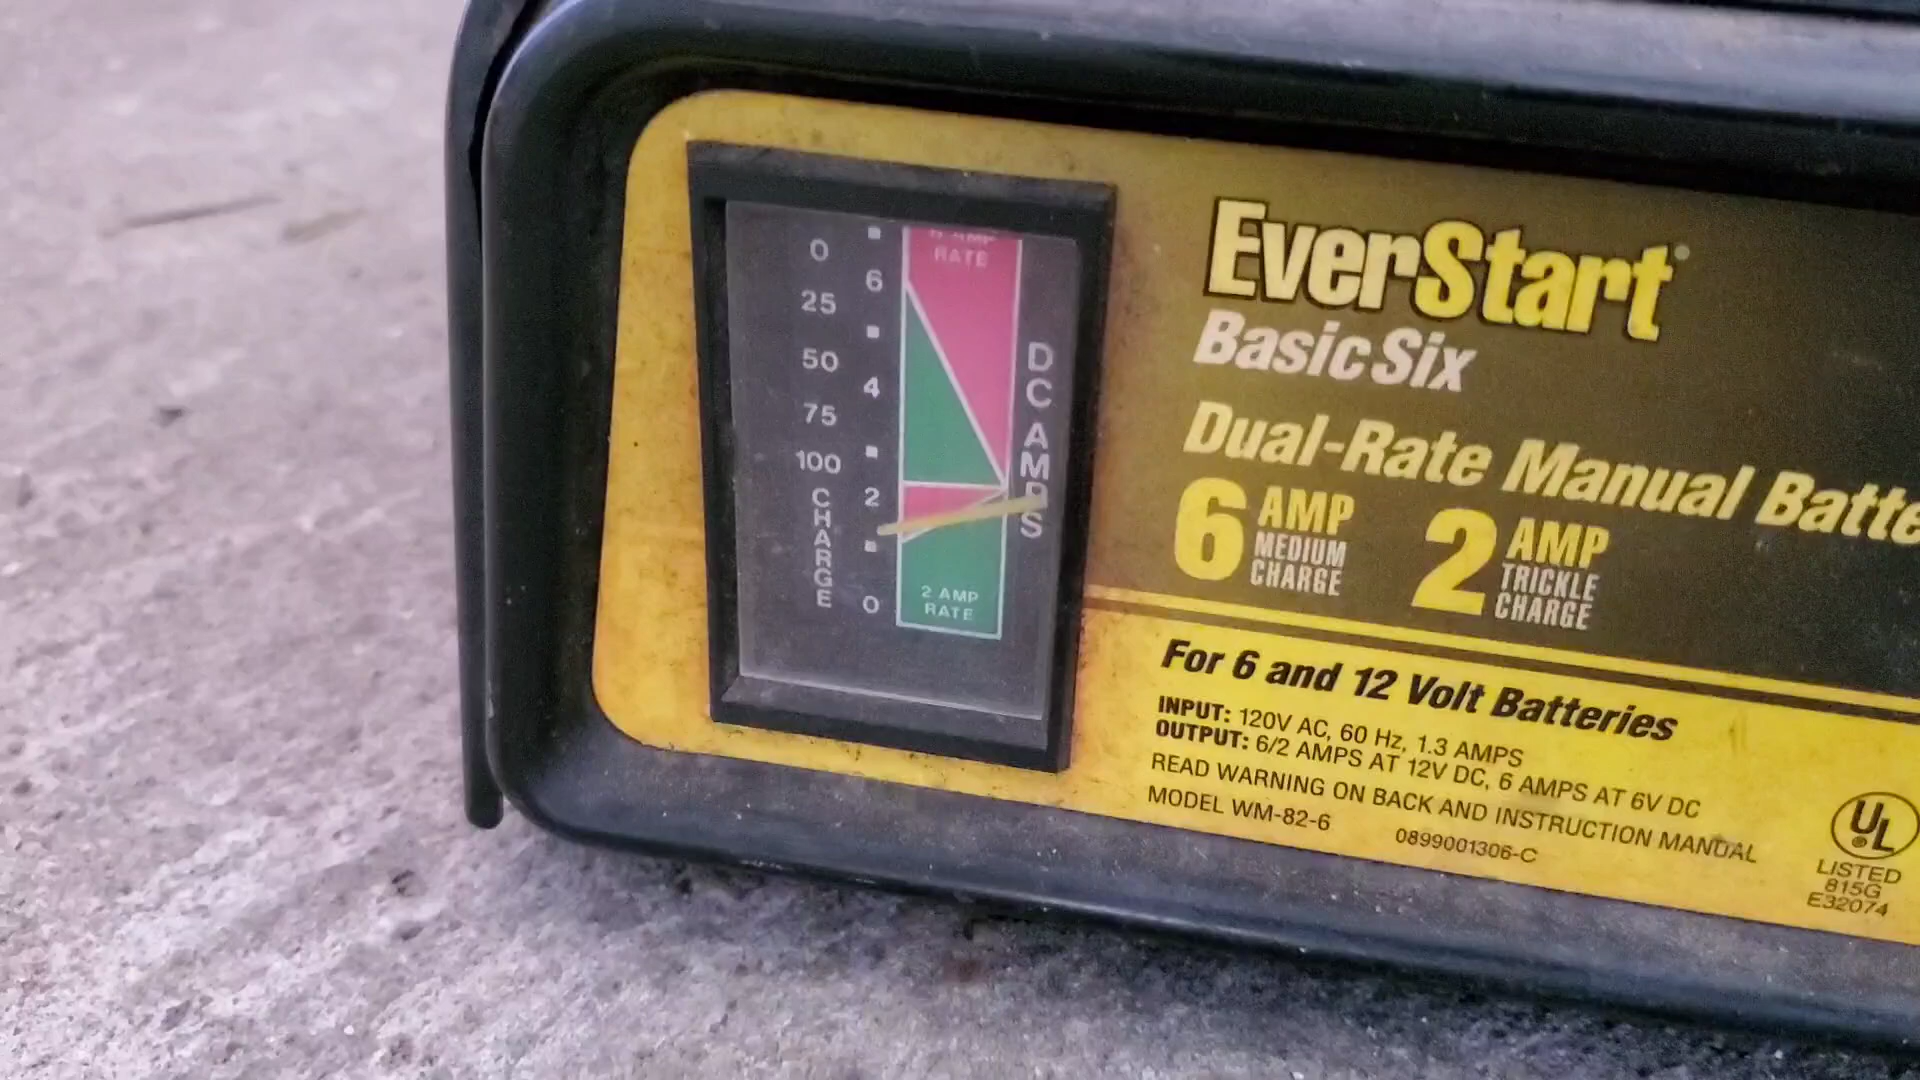 0
25
50
75
100
CHARGE
6
4
2
0
AMP
RATE
2 AMP
RATE
DC AMPS
EverStart
Basic Six
Dual-Rate Manual
6 AMP
MEDIUM
CHARGE
2 AMP
TRICKLE
CHARGE
For 6 and 12 Volt Batteries
INPUT: 120V AC, 60 Hz, 1.3 AMPS
OUTPUT: 6/2 AMPS AT 12V DC, 6 AMPS AT 6V DC
READ WARNING ON BACK AND INSTRUCTION MANUAL
MODEL WM-82-6
0899001306-C
UL
LISTED
815G
E32074